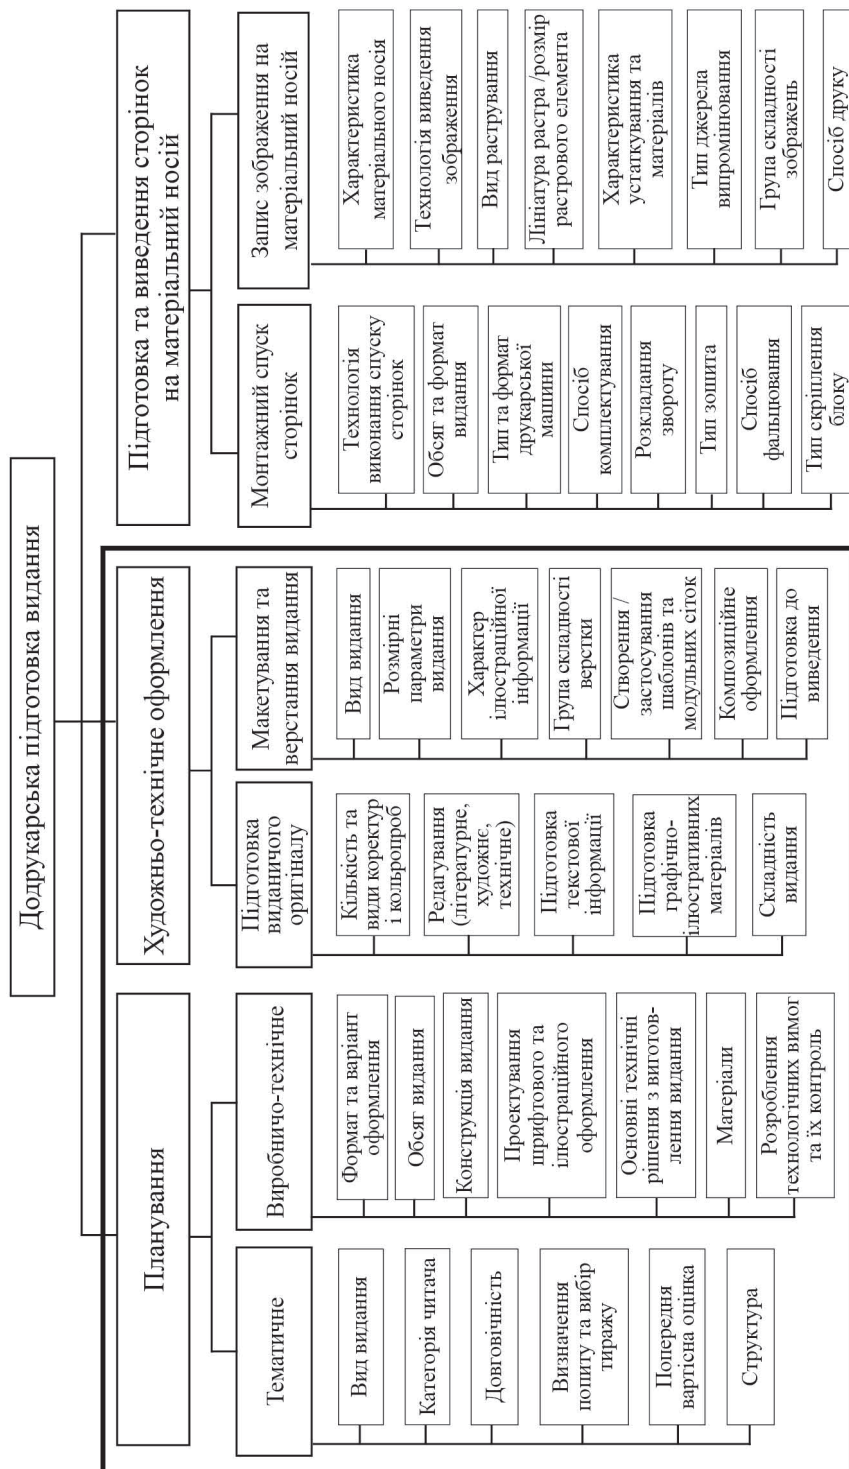 Додрукарська підготовка видання
Планування
Тематичне
Вид видання
Категорія читача
Довговічність
Визначення
попиту та вибір
тиражу
Попередня
вартісна оцінка
Структура
Виробничо-технічне
Формат та варіант
оформлення
Обсяг видання
Конструкція видання
Проектування
шрифтового та
ілюстраційного
оформлення
Основні технічні
рішення з виготов-
лення видання
Матеріали
Розроблення
технологічних вимог
та їх контроль
Художньо-технічне оформлення
Підготовка
виданичого
оригіналу
Кількість та
види коректур
і кольропроб
Редагування
(літературне,
художнє,
технічне)
Підготовка
текстової
інформації
Підготовка
графічно-
ілюстративних
матеріалів
Складність
видання
Макетування та
верстання видання
Вид видання
Розмірні
параметри
видання
Характер
ілюстраційної
інформації
Група складності
верстки
Створення /
застосування
шаблонів та
модульних сіток
Композиційне
оформлення
Підготовка до
виведення
Підготовка та виведення сторінок
на матеріальний носій
Монтажний спуск
сторінок
Технологія
виконання спуску
сторінок
Обсяг та формат
видання
Тип та формат
друкарської
машини
Спосіб
комплектування
Розкладання
звороту
Тип зошита
Спосіб
фальцювання
Тип скріплення
блоку
Запис зображення на
матеріальний носій
Характеристика
матеріального носія
Технологія виведення
зображення
Вид растрування
Лініатура растра /розмір
растрового елемента
Характеристика
устаткування та
матеріалів
Тип джерела
випромінювання
Група складності
зображень
Спосіб друку